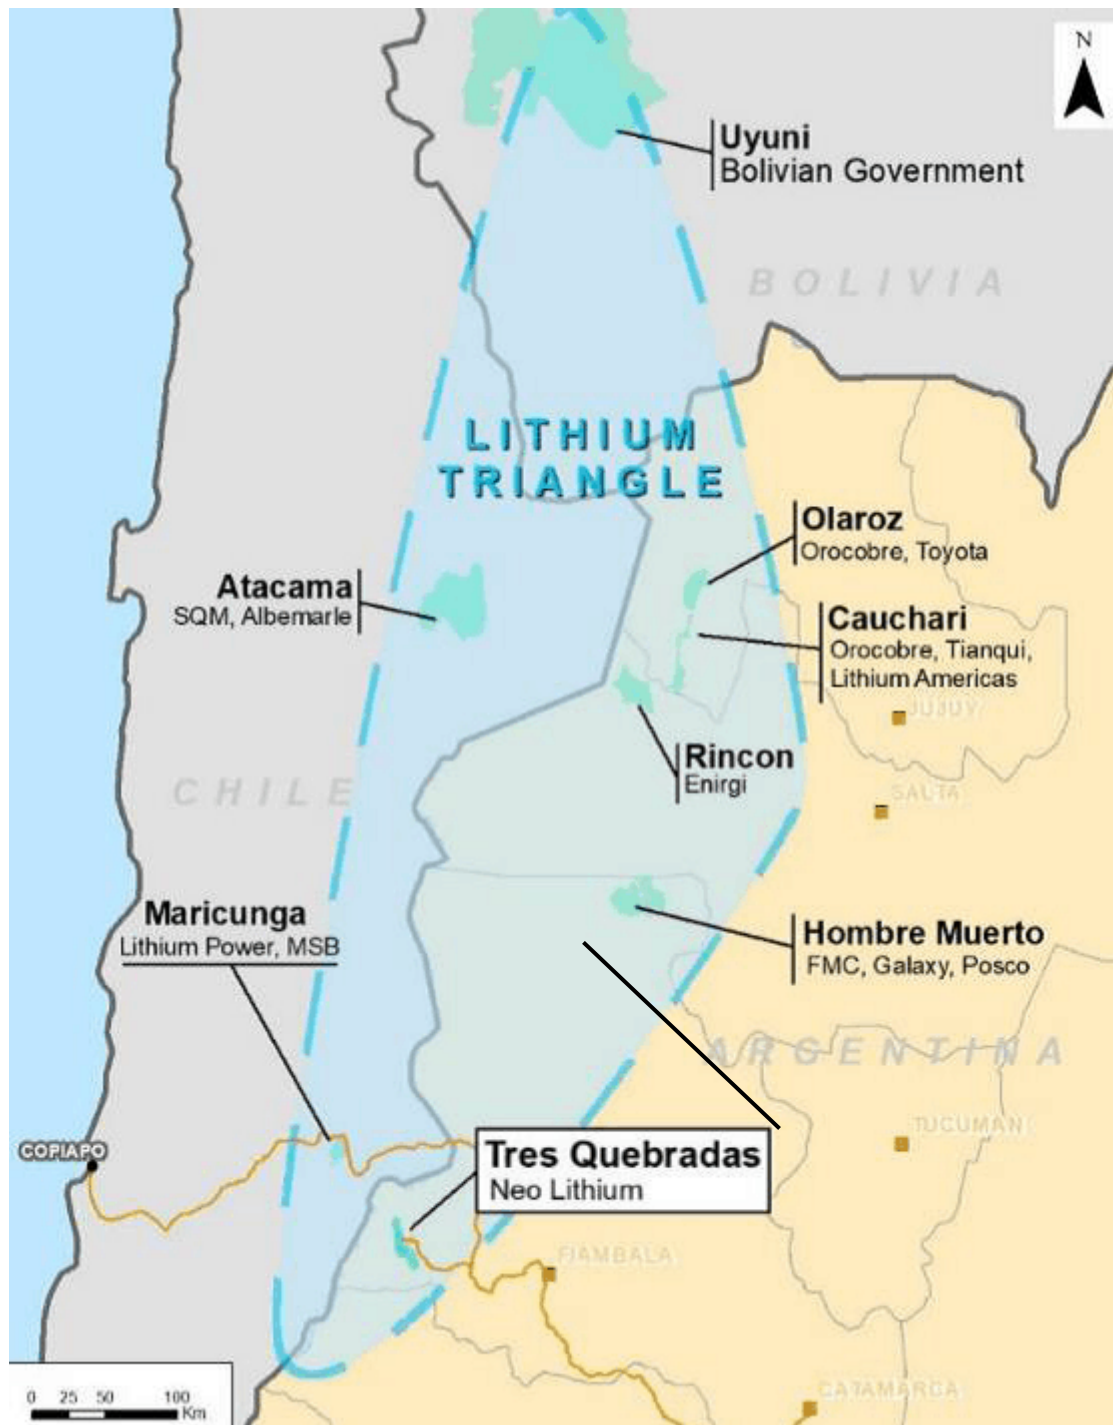 N
Uyuni
Bolivian Government
BOLIVIA
LITHIUM
TRIANGLE
Olaroz
Orocobre, Toyota
Atacama
SQM, Albemarle
Cauchari
Orocobre, Tianqui,
Lithium Americas
JUJUY
Rincon
Enirgi
CHILE
SALTA
Maricunga
Lithium Power, MSB
Hombre Muerto
FMC, Galaxy, Posco
ARGENTINA
TUCUMAN
COPIAPO
Tres Quebradas
Neo Lithium
FIAMBALA
CATAMARCA
0 25 50 100
Km